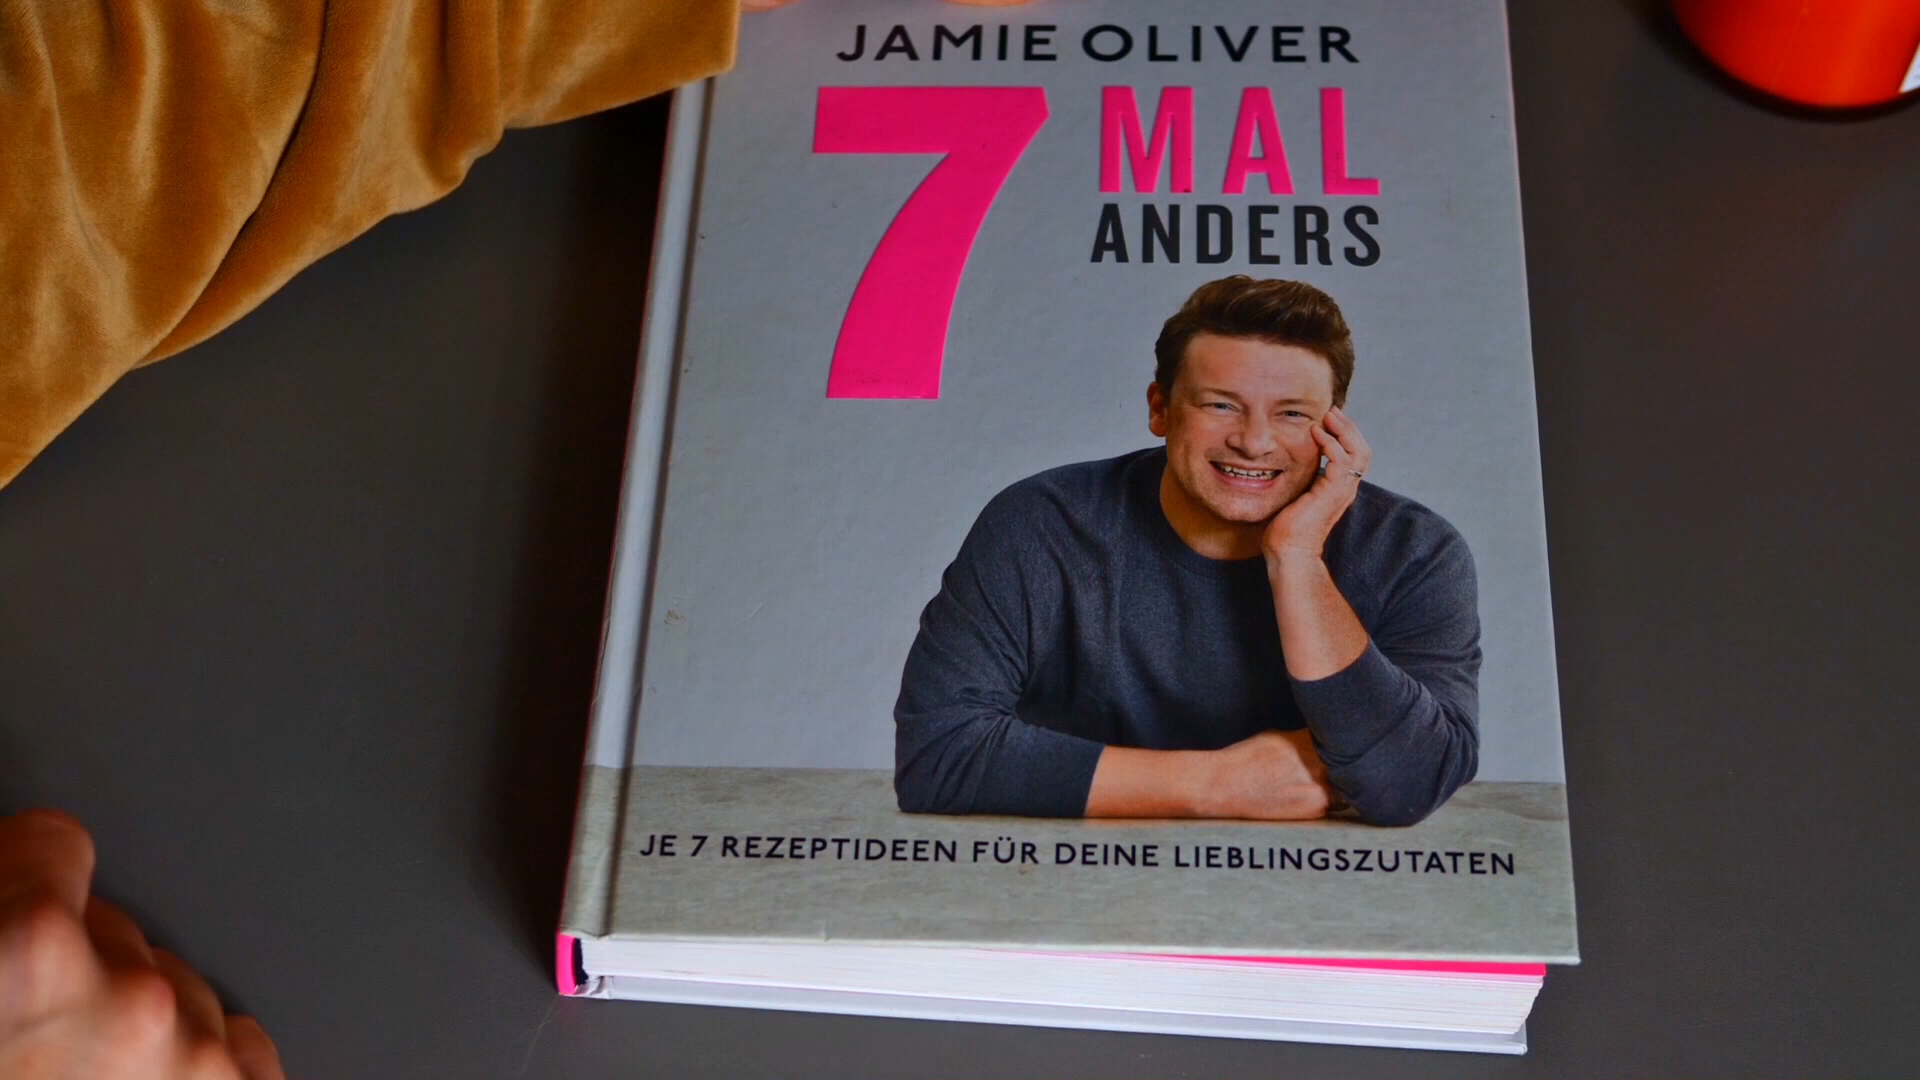 JAMIE OLIVER
7 MAL
ANDERS
JE 7 REZEPTIDEEN FÜR DEINE LIEBLINGSZUTATEN